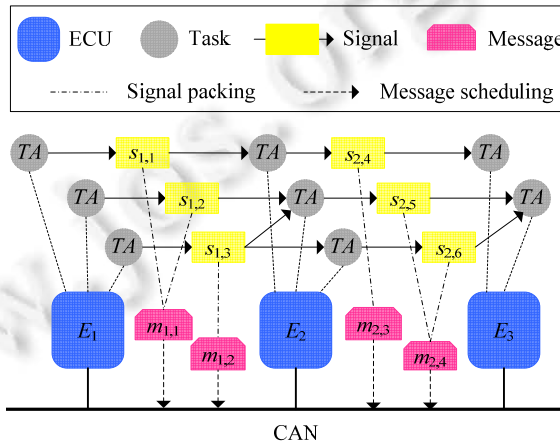 ECU Task Signal Message
Signal packing Message scheduling
TA s1,1 TA s2,4 TA
TA s1,2 TA s2,5 TA
TA s1,3 TA s2,6
E1 m1,1 E2 m2,3 E3
m1,2 m2,4
CAN